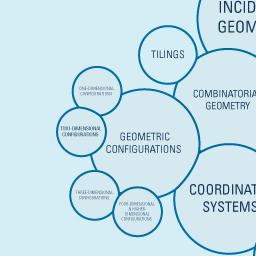 INCID
GEOM
TILINGS
COMBINATORIA
GEOMETRY
ONE-DIMENSIONAL
CONFIGURATIONS
TWO-DIMENSIONAL
CONFIGURATIONS
GEOMETRIC
CONFIGURATIONS
COORDINAT
SYSTEMS
THREE-DIMENSIONAL
CONFIGURATIONS
FOUR-DIMENSIONAL
& HIGHER-
DIMENSIONAL
CONFIGURATIONS